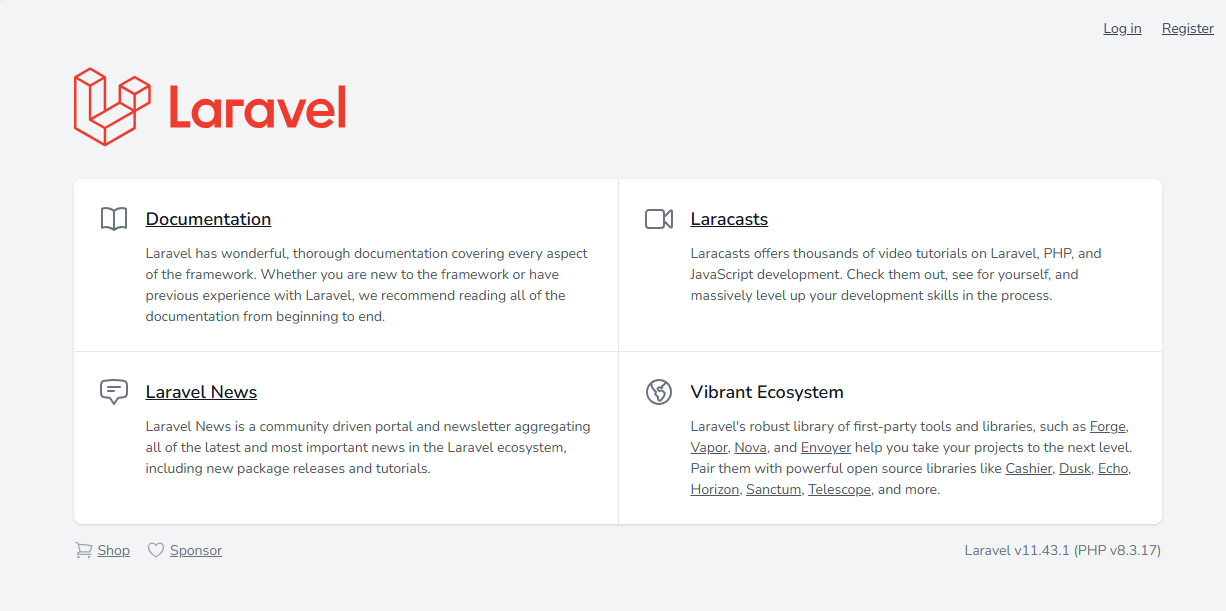 Log in Register
Laravel
Documentation
Laravel has wonderful, thorough documentation covering every aspect
of the framework. Whether you are new to the framework or have
previous experience with Laravel, we recommend reading all of the
documentation from beginning to end.
Laracasts
Laracasts offers thousands of video tutorials on Laravel, PHP, and
JavaScript development. Check them out, see for yourself, and
massively level up your development skills in the process.
Laravel News
Laravel News is a community driven portal and newsletter aggregating
all of the latest and most important news in the Laravel ecosystem,
including new package releases and tutorials.
Vibrant Ecosystem
Laravel's robust library of first-party tools and libraries, such as Forge,
Vapor, Nova, and Envoyer help you take your projects to the next level.
Pair them with powerful open source libraries like Cashier, Dusk, Echo,
Horizon, Sanctum, Telescope, and more.
Shop Sponsor
Laravel v11.43.1 (PHP v8.3.17)